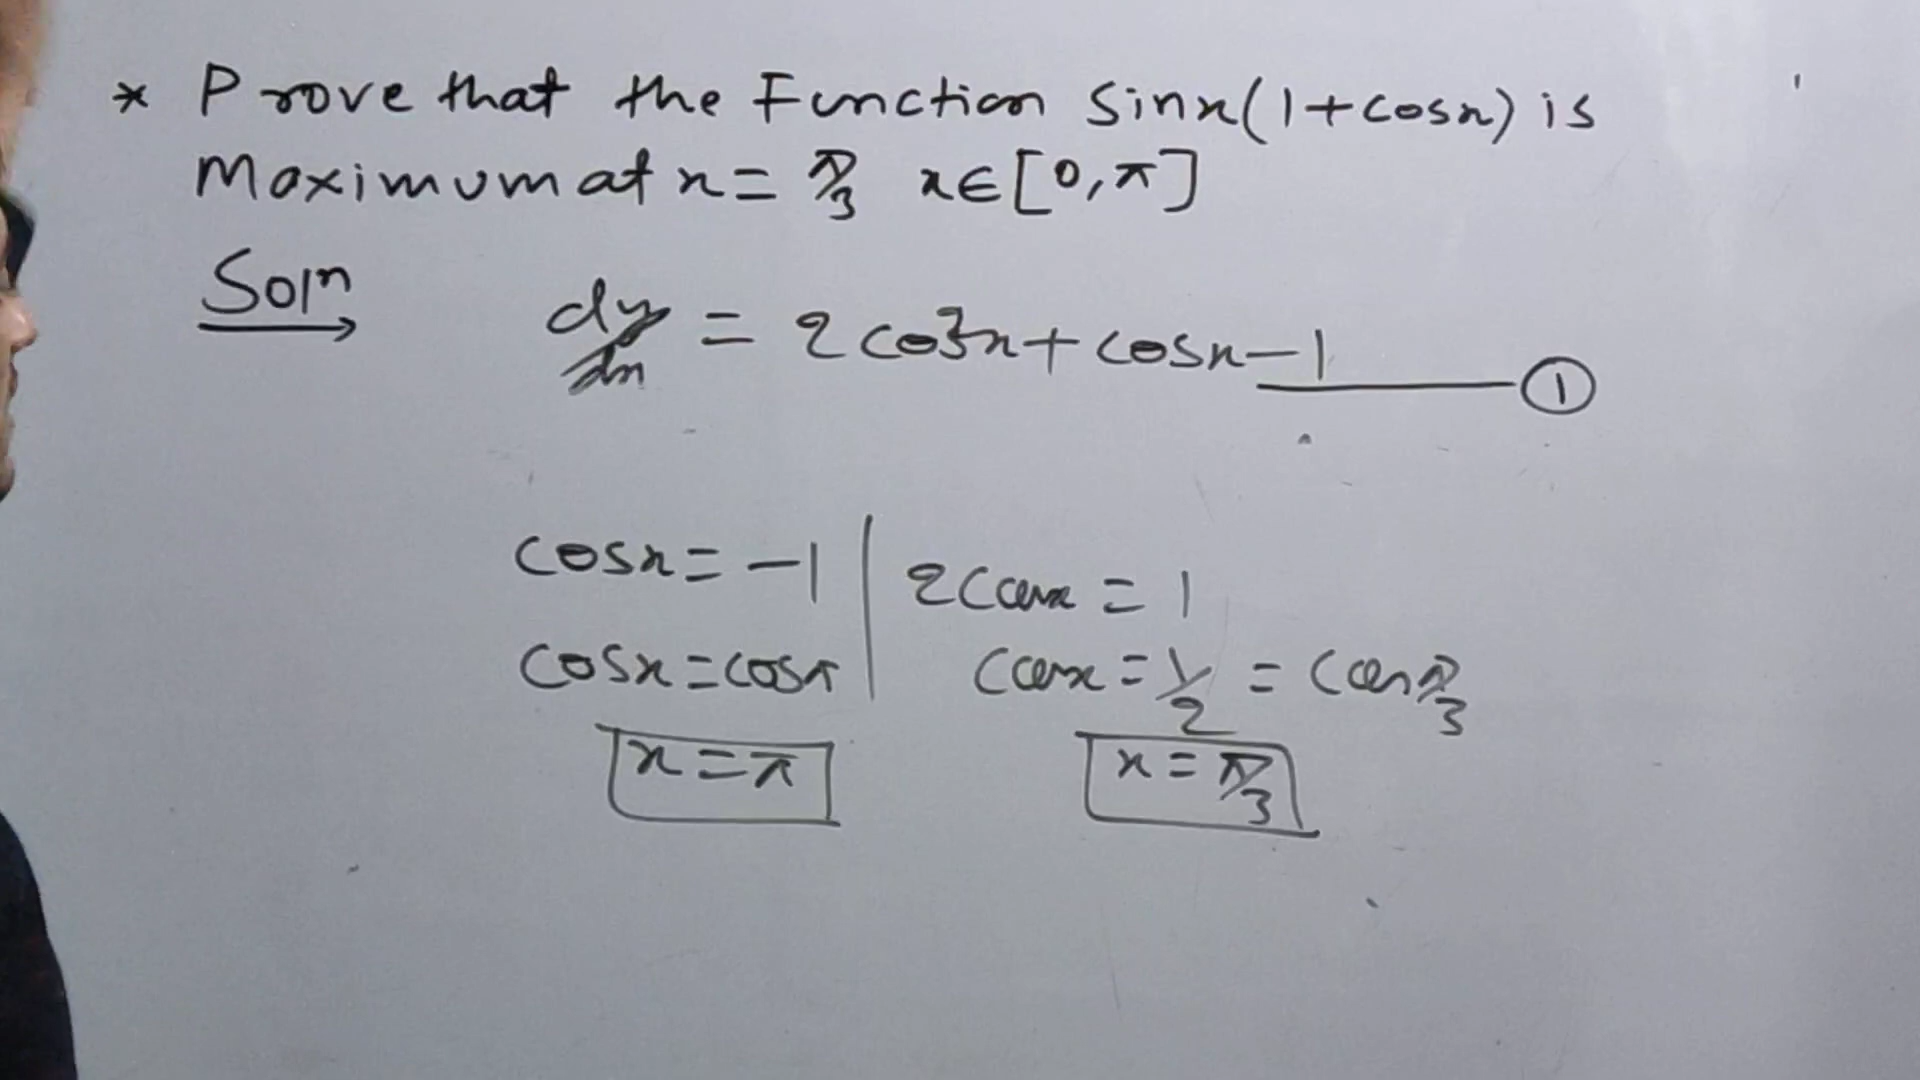 * Prove that the Function sinx(1+cosx) is
Maximum at x = π/3 x∈[0,π]
Soln
dy/dx = 2cos²x+cosx-1 ①
cosx = -1 | 2cosx = 1
cosx = cosπ | cosx = 1/2 = cosπ/3
x = π x = π/3